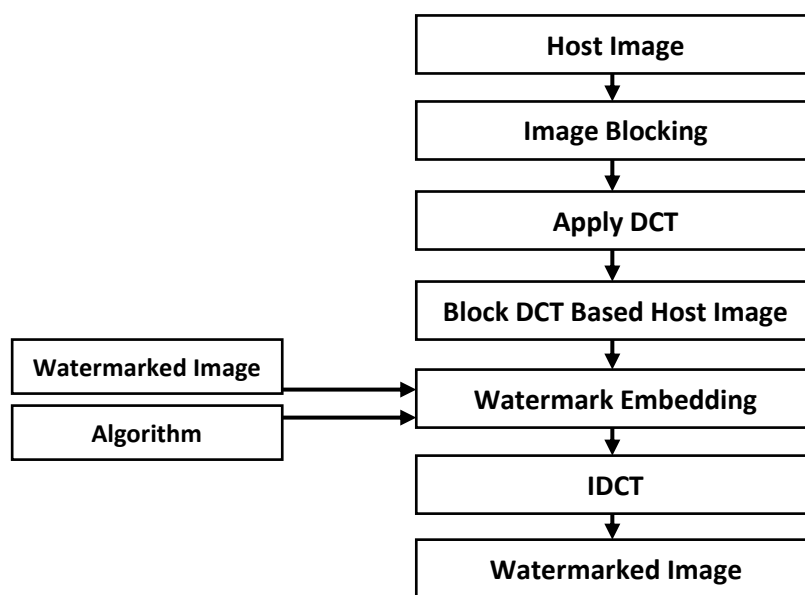 Host Image
Image Blocking
Apply DCT
Block DCT Based Host Image
Watermarked Image
Algorithm
Watermark Embedding
IDCT
Watermarked Image